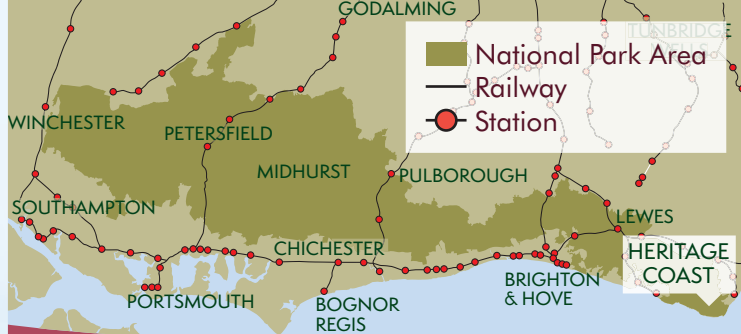 GODALMING
TUNBRIDGE
WELLS
National Park Area
Railway
Station
WINCHESTER
PETERSFIELD
MIDHURST
PULBOROUGH
SOUTHAMPTON
LEWES
CHICHESTER
HERITAGE
COAST
PORTSMOUTH
BOGNOR
REGIS
BRIGHTON
& HOVE